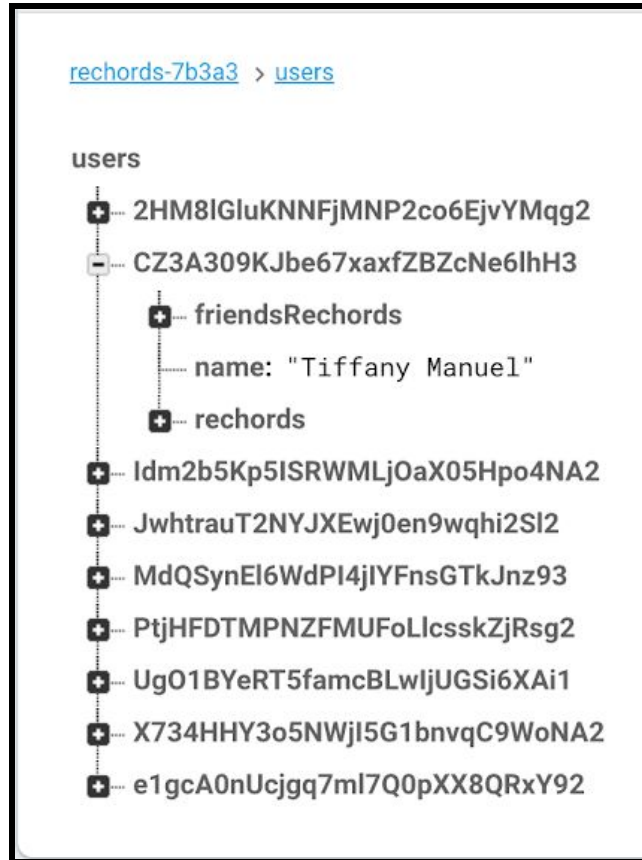 rechords-7b3a3 > users
users
2HM8lGluKNNFjMNP2co6EjvYMqg2
CZ3A309KJbe67xaxfZBZcNe6lhH3
friendsRechords
name: "Tiffany Manuel"
rechords
Idm2b5Kp5ISRWMLjOaX05Hpo4NA2
JwhtrauT2NYJXEwj0en9wqhi2Sl2
MdQSynEl6WdPI4jIYFnsGTkJnz93
PtjHFDTMPNZFMUFoLlcsskZjRsg2
UgO1BYeRT5famcBLwIjUGSi6XAi1
X734HHY3o5NWjI5G1bnvqC9WoNA2
e1gcA0nUcjgq7ml7Q0pXX8QRxY92